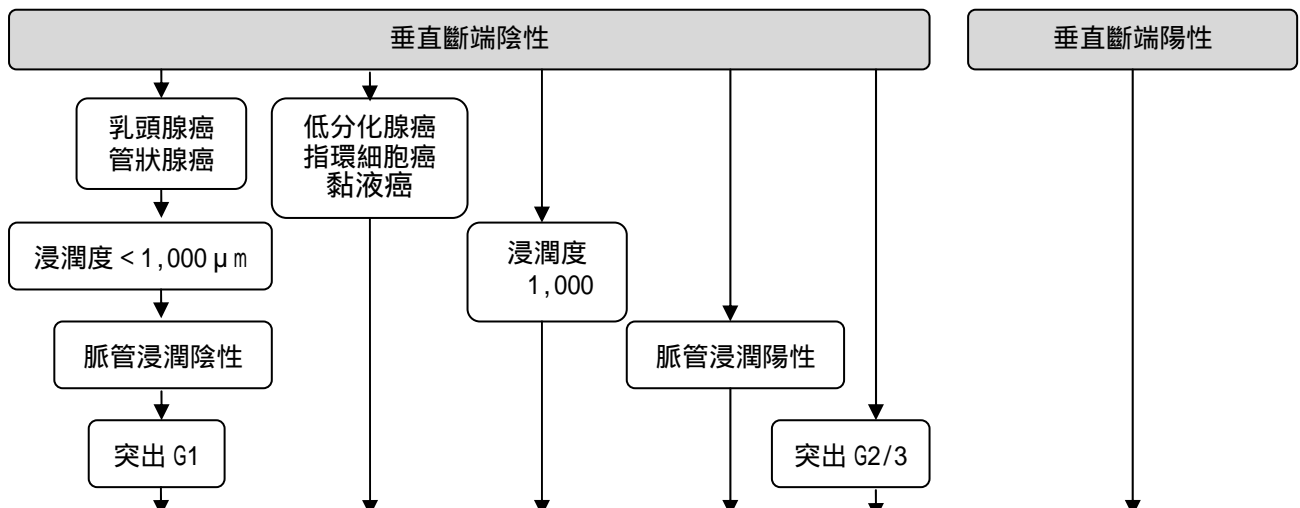 垂直斷端陰性
垂直斷端陽性
乳頭腺癌
管狀腺癌
低分化腺癌
指環細胞癌
黏液癌
浸潤度<1,000 μm
浸潤度
1,000
脈管浸潤陰性
脈管浸潤陽性
突出 G1
突出 G2/3